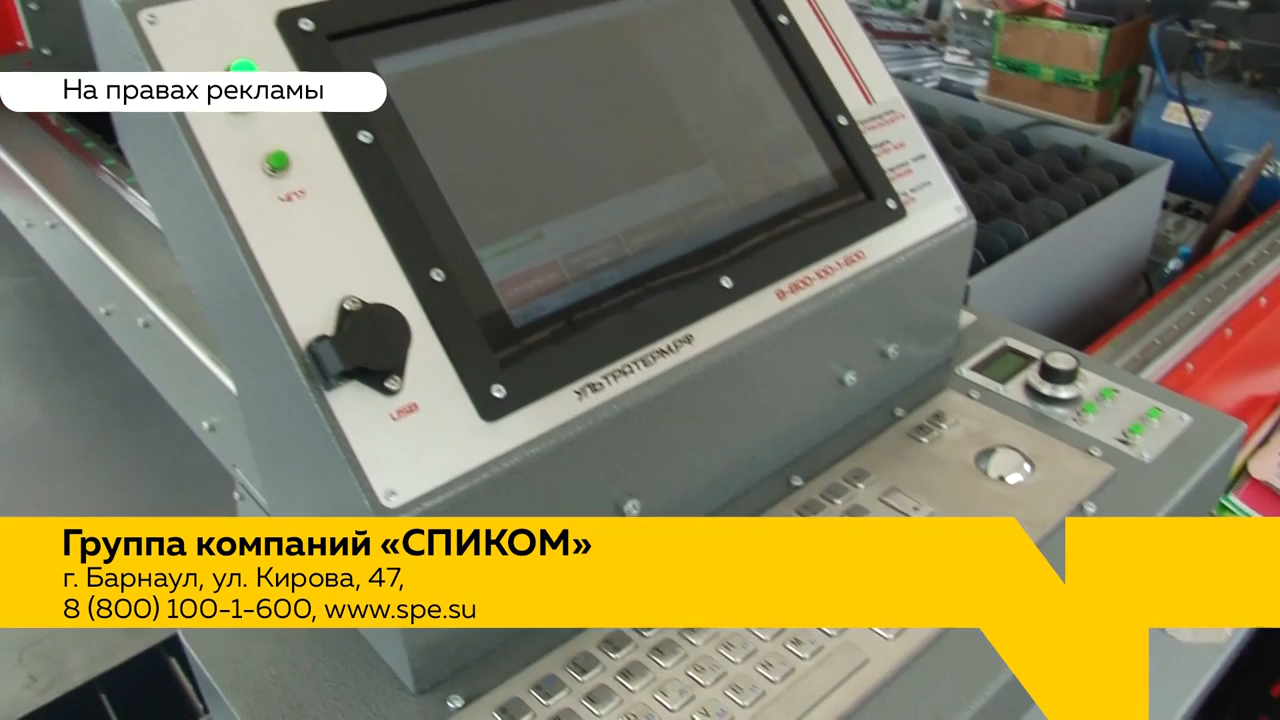 На правах рекламы
ЧПУ
8-800-100-1-600
УЛЬТРАТЕРМ.РФ
USB
Группа компаний «СПИКОМ»
г. Барнаул, ул. Кирова, 47,
8 (800) 100-1-600, www.spe.su